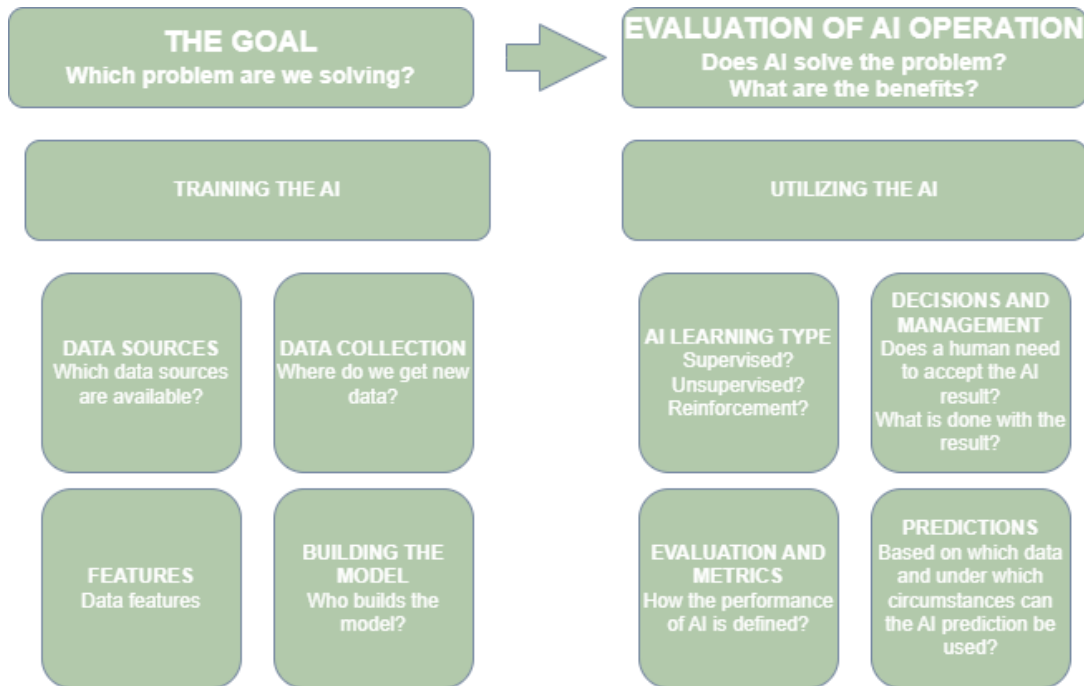 THE GOAL
Which problem are we solving?
EVALUATION OF AI OPERATION
Does AI solve the problem?
What are the benefits?
TRAINING THE AI
UTILIZING THE AI
DATA SOURCES
Which data sources
are available?
DATA COLLECTION
Where do we get new
data?
AI LEARNING TYPE
Supervised?
Unsupervised?
Reinforcement?
DECISIONS AND
MANAGEMENT
Does a human need
to accept the AI
result?
What is done with the
result?
FEATURES
Data features
BUILDING THE
MODEL
Who builds the
model?
EVALUATION AND
METRICS
How the performance
of AI is defined?
PREDICTIONS
Based on which data
and under which
circumstances can
the AI prediction be
used?